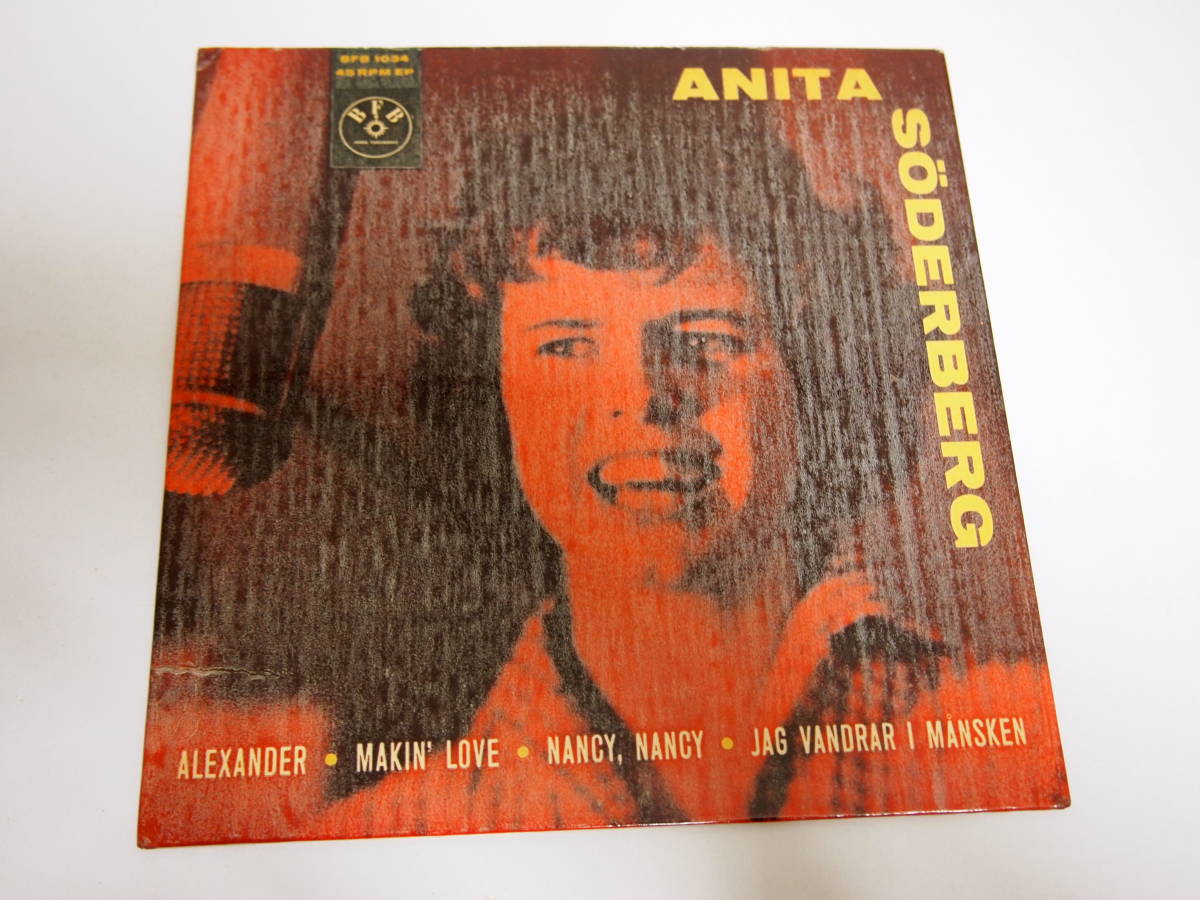 BFB 1034
45 RPM EP
BFB
ANITA
SÖDERBERG
ALEXANDER • MAKIN' LOVE • NANCY, NANCY • JAG VANDRAR I MÅNSKEN